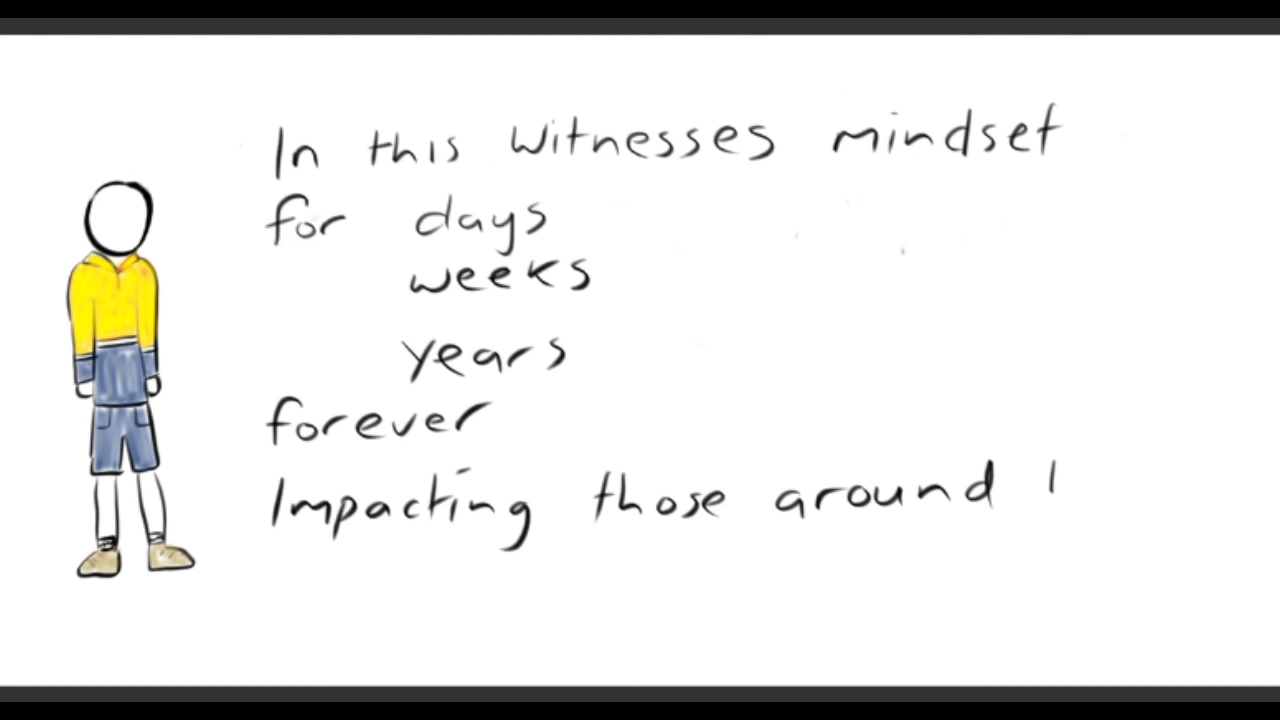 In this witnesses mindset
for days
weeks
years
forever
Impacting those around